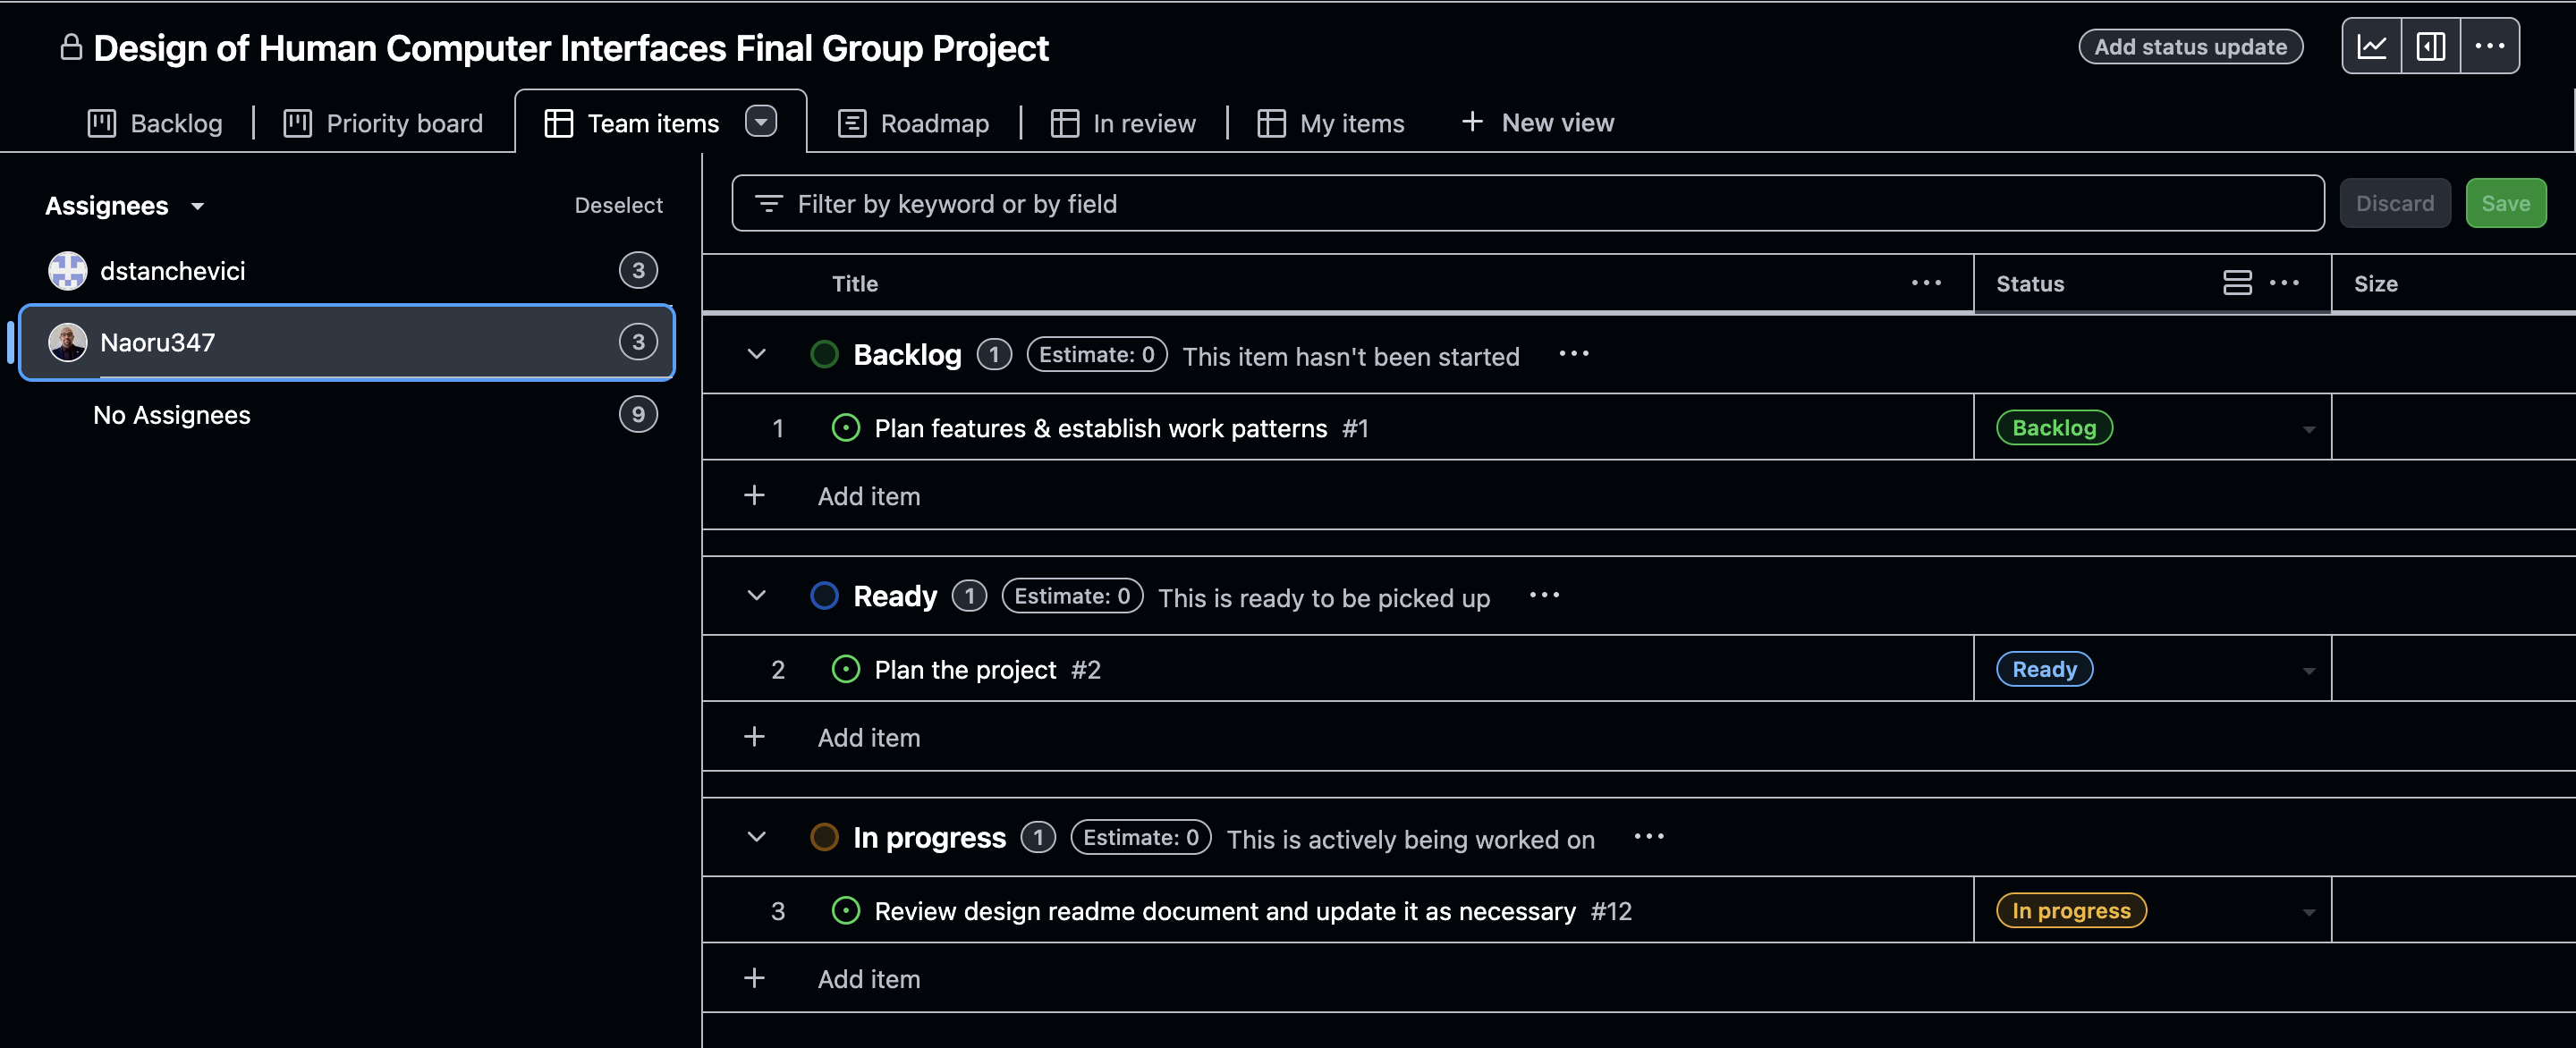 Design of Human Computer Interfaces Final Group Project
Add status update
Backlog
Priority board
Team items
Roadmap
In review
My items
New view
Assignees
Deselect
dstanchevici 3
Naoru347 3
No Assignees 9
Filter by keyword or by field
Discard
Save
Title
Status
Size
Backlog 1 Estimate: 0 This item hasn't been started
1 Plan features & establish work patterns #1 Backlog
Add item
Ready 1 Estimate: 0 This is ready to be picked up
2 Plan the project #2 Ready
Add item
In progress 1 Estimate: 0 This is actively being worked on
3 Review design readme document and update it as necessary #12 In progress
Add item